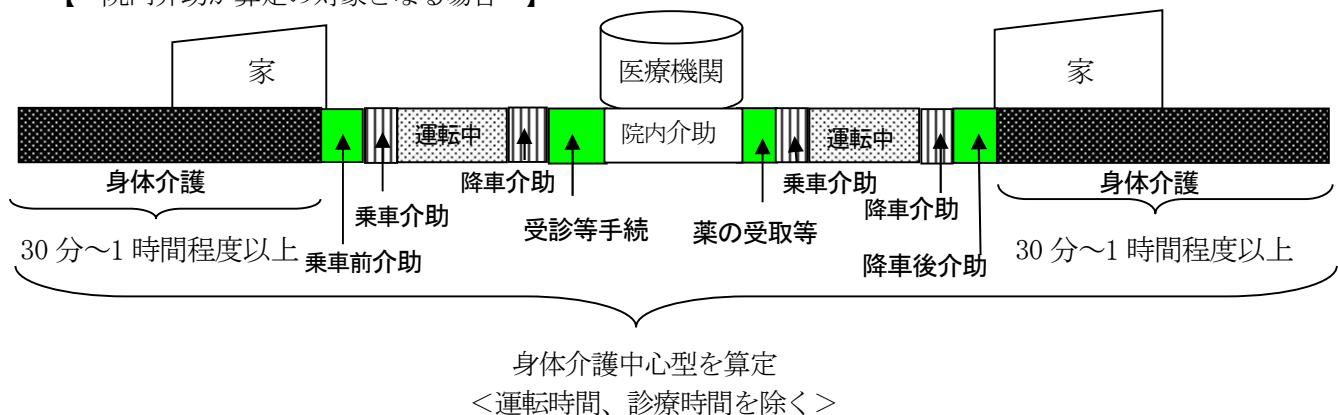 【 院内介助が算定の対象となる場合 】
家
医療機関
家
運転中
院内介助
運転中
身体介護
降車介助
乗車介助
身体介護
乗車介助
受診等手続
薬の受取等
降車介助
30 分～1 時間程度以上
乗車前介助
降車後介助
30 分～1 時間程度以上
身体介護中心型を算定
＜運転時間、診療時間を除く＞